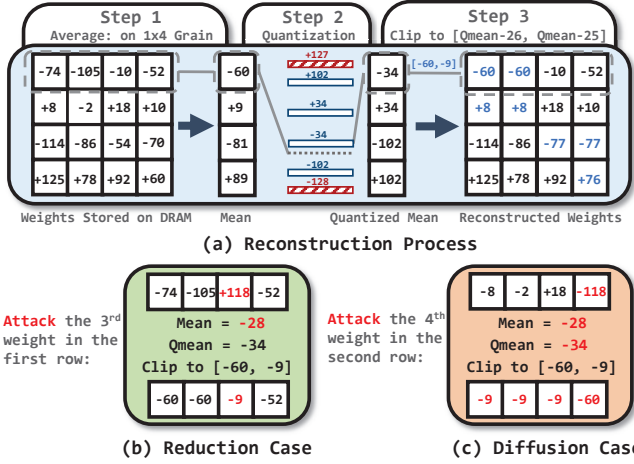 Step 1 Step 2 Step 3
Average: on 1x4 Grain Quantization Clip to [Qmean-26, Qmean-25]
-74 -105 -10 -52 -60 +127 +102 -34 [-60,-9] -60 -60 -10 -52
+8 -2 +18 +10 +9 +34 +34 +8 +8 +18 +10
-114 -86 -54 -70 -81 -34 -102 -114 -86 -77 -77
+125 +78 +92 +60 +89 -102 -128 +102 +125 +78 +92 +76
Weights Stored on DRAM Mean Quantized Mean Reconstructed Weights
(a) Reconstruction Process
Attack the 3rd
weight in the
first row:
-74 -105 +118 -52
Mean = -28
Qmean = -34
Clip to [-60, -9]
-60 -60 -9 -52
(b) Reduction Case
Attack the 4th
weight in the
second row:
-8 -2 +18 -118
Mean = -28
Qmean = -34
Clip to [-60, -9]
-9 -9 -9 -60
(c) Diffusion Cas